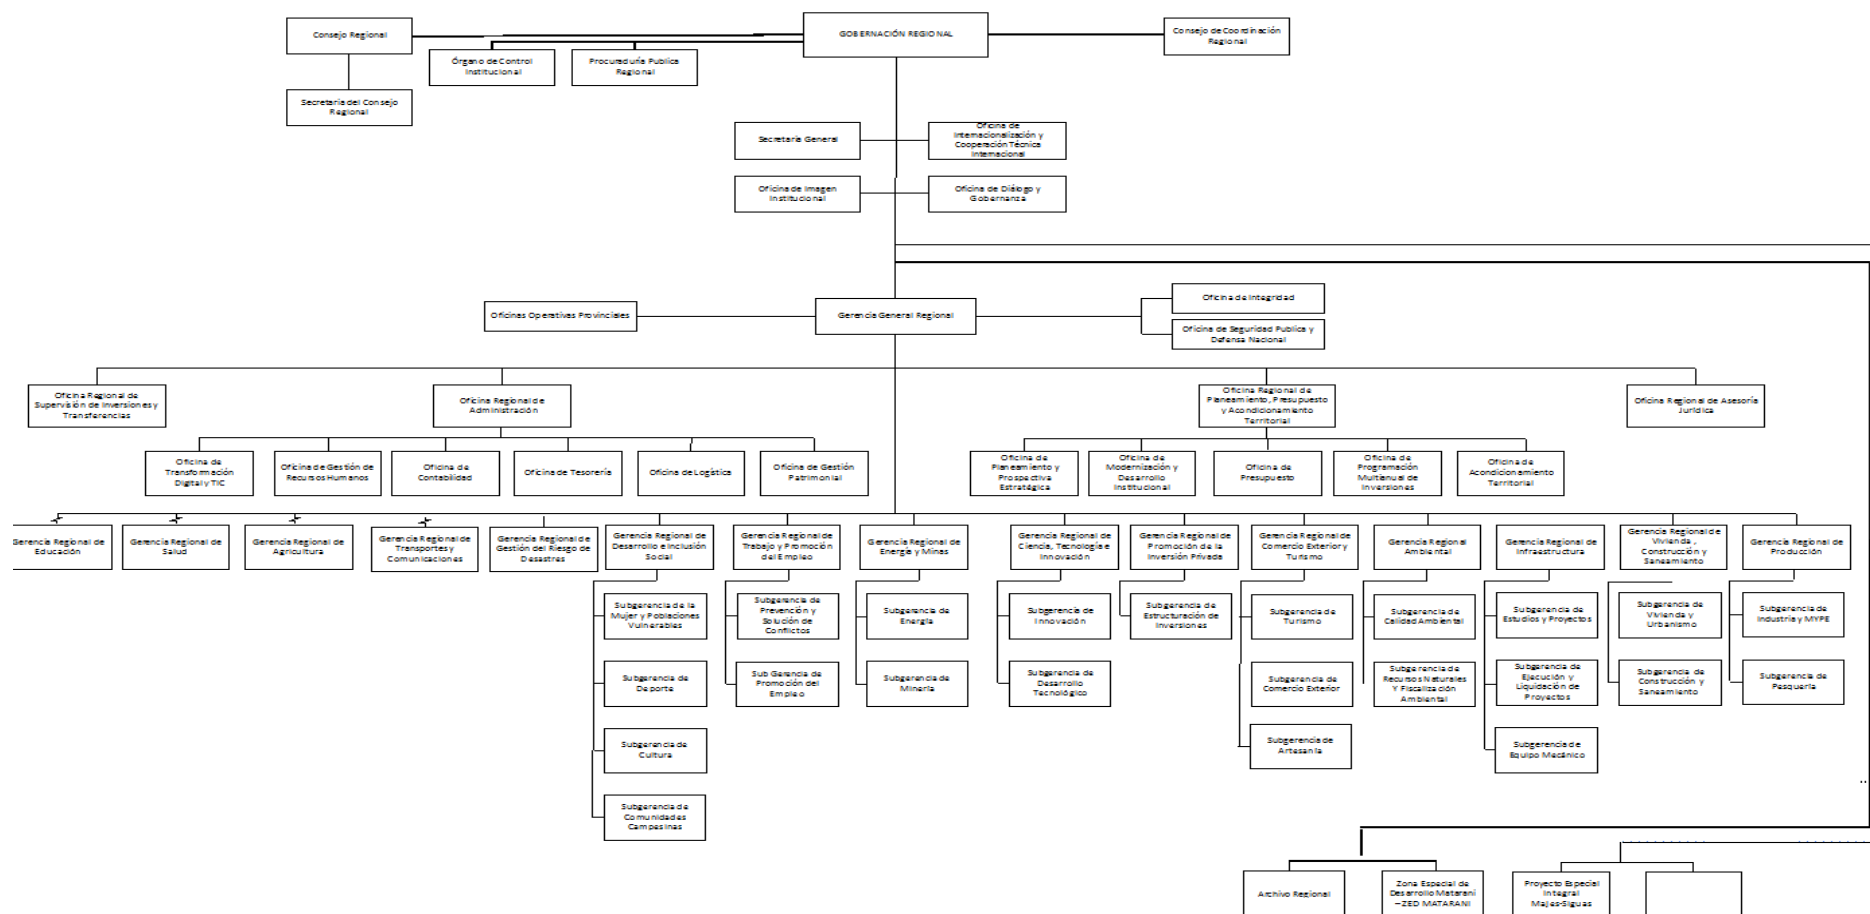 Consejo Regional
GOBERNACIÓN REGIONAL
Consejo de Coordinación
Regional
Órgano de Control
Institucional
Procuraduría Publica
Regional
Secretaria del Consejo
Regional
Secretaría General
Oficina de
Internacionalización y
Cooperación Técnica
Internacional
Oficina de Imagen
Institucional
Oficina de Diálogo y
Gobernanza
Oficinas Operativas Provinciales
Gerencia General Regional
Oficina de Integridad
Oficina de Seguridad Publica y
Defensa Nacional
Oficina Regional de
Supervisión de Inversiones y
Transferencias
Oficina Regional de
Administración
Oficina Regional de
Planeamiento, Presupuesto
y Acondicionamiento
Territorial
Oficina Regional de Asesoría
Jurídica
Oficina de
Transformación
Digital y TIC
Oficina de Gestión de
Recursos Humanos
Oficina de
Contabilidad
Oficina de Tesorería
Oficina de Logística
Oficina de Gestión
Patrimonial
Oficina de
Planeamiento y
Prospectiva
Estratégica
Oficina de
Modernización y
Desarrollo
Institucional
Oficina de
Presupuesto
Oficina de
Programación
Multianual de
Inversiones
Oficina de
Acondicionamiento
Territorial
Gerencia Regional de
Educación
Gerencia Regional de
Salud
Gerencia Regional de
Agricultura
Gerencia Regional de
Transportes y
Comunicaciones
Gerencia Regional de
Gestión del Riesgo de
Desastres
Gerencia Regional de
Desarrollo e Inclusión
Social
Gerencia Regional de
Trabajo y Promoción
del Empleo
Gerencia Regional de
Energía y Minas
Gerencia Regional de
Ciencia, Tecnología e
Innovación
Gerencia Regional de
Promoción de la
Inversión Privada
Gerencia Regional de
Comercio Exterior y
Turismo
Gerencia Regional
Ambiental
Gerencia Regional de
Infraestructura
Gerencia Regional de
Vivienda ,
Construcción y
Saneamiento
Gerencia Regional de
Producción
Subgerencia de la
Mujer y Poblaciones
Vulnerables
Subgerencia de
Prevención y
Solución de
Conflictos
Subgerencia de
Energía
Subgerencia de
Innovación
Subgerencia de
Estructuración de
Inversiones
Subgerencia de
Turismo
Subgerencia de
Calidad Ambiental
Subgerencia de
Estudios y Proyectos
Subgerencia de
Vivienda y
Urbanismo
Subgerencia de
Industria y MYPE
Subgerencia de
Deporte
Sub Gerencia de
Promoción del
Empleo
Subgerencia de
Minería
Subgerencia de
Desarrollo
Tecnológico
Subgerencia de
Comercio Exterior
Subgerencia de
Recursos Naturales
Y Fiscalización
Ambiental
Subgerencia de
Ejecución y
Liquidación de
Proyectos
Subgerencia de
Construcción y
Saneamiento
Subgerencia de
Pesquería
Subgerencia de
Cultura
Subgerencia de
Artesanía
Subgerencia de
Equipo Mecánico
Subgerencia de
Comunidades
Campesinas
Archivo Regional
Zona Especial de
Desarrollo Matarani
– ZED MATARANI
Proyecto Especial
Integral
Majes-Siguas